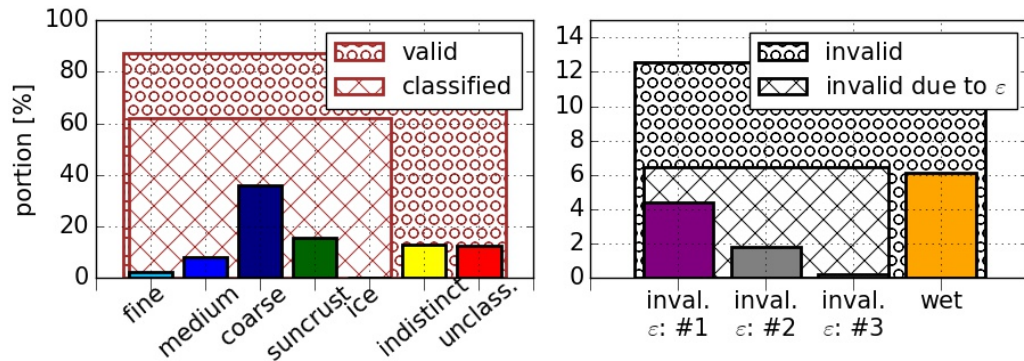 portion [%]
100
80
60
40
20
0
valid
classified
fine
medium
coarse
suncrust
ice
indistinct
unclass.
14
12
10
8
6
4
2
0
invalid
invalid due to ε
inval.
ε: #1
inval.
ε: #2
inval.
ε: #3
wet